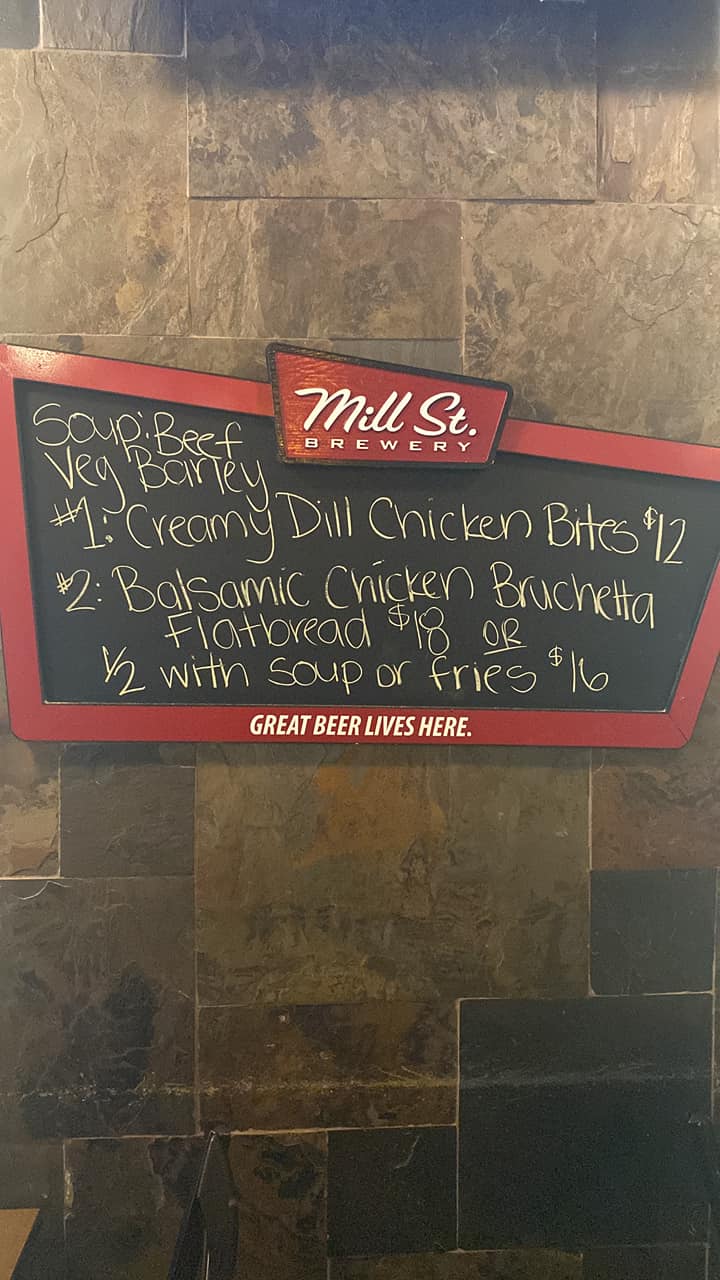 Mill St.
BREWERY
Soup: Beef
Veg Barley
#1: Creamy Dill Chicken Bites $12
#2: Balsamic Chicken Bruchetta
Flatbread $18 OR
1/2 with soup or fries $16
GREAT BEER LIVES HERE.